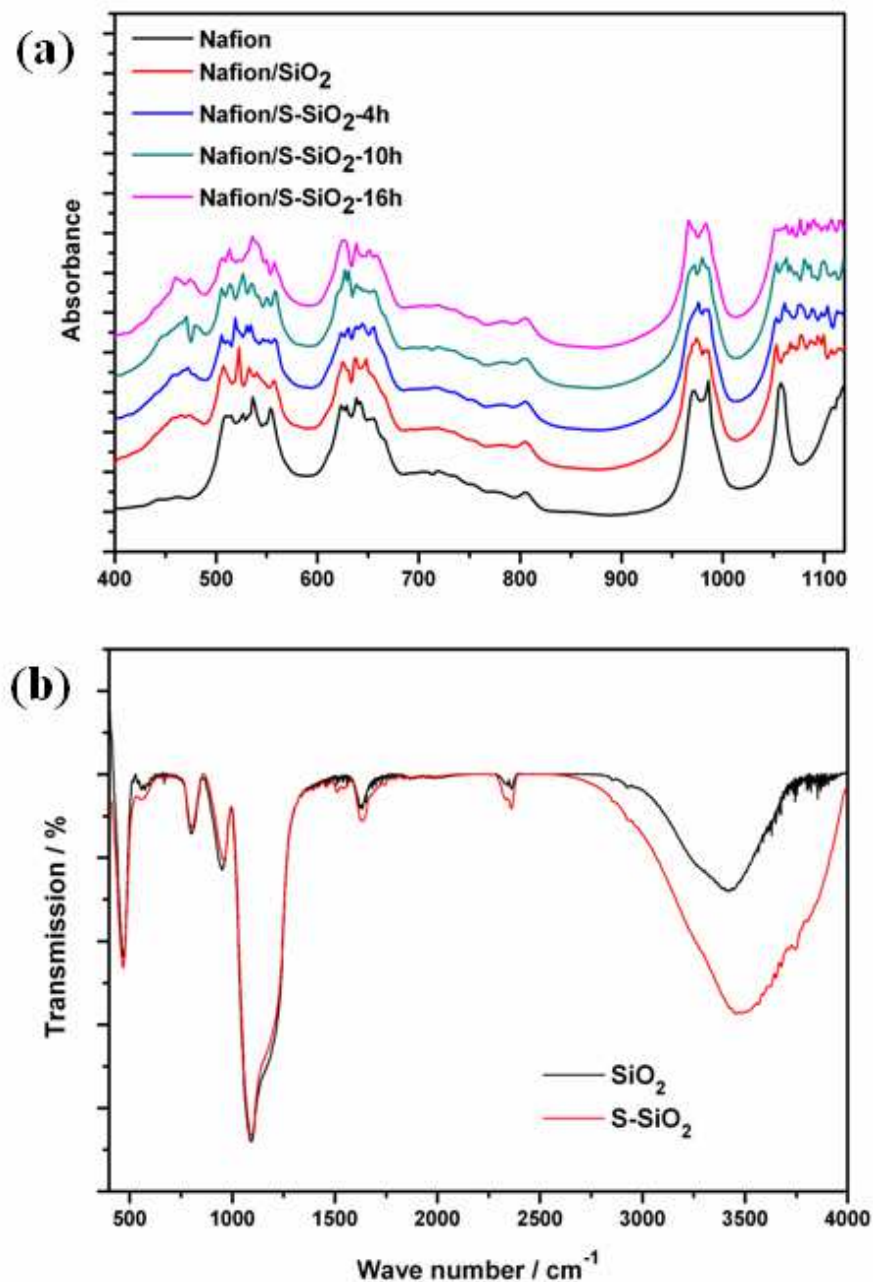 (a)
Nafion
Nafion/SiO2
Nafion/S-SiO2-4h
Nafion/S-SiO2-10h
Nafion/S-SiO2-16h
Absorbance
400 500 600 700 800 900 1000 1100
(b)
Transmission / %
SiO2
S-SiO2
500 1000 1500 2000 2500 3000 3500 4000
Wave number / cm-1